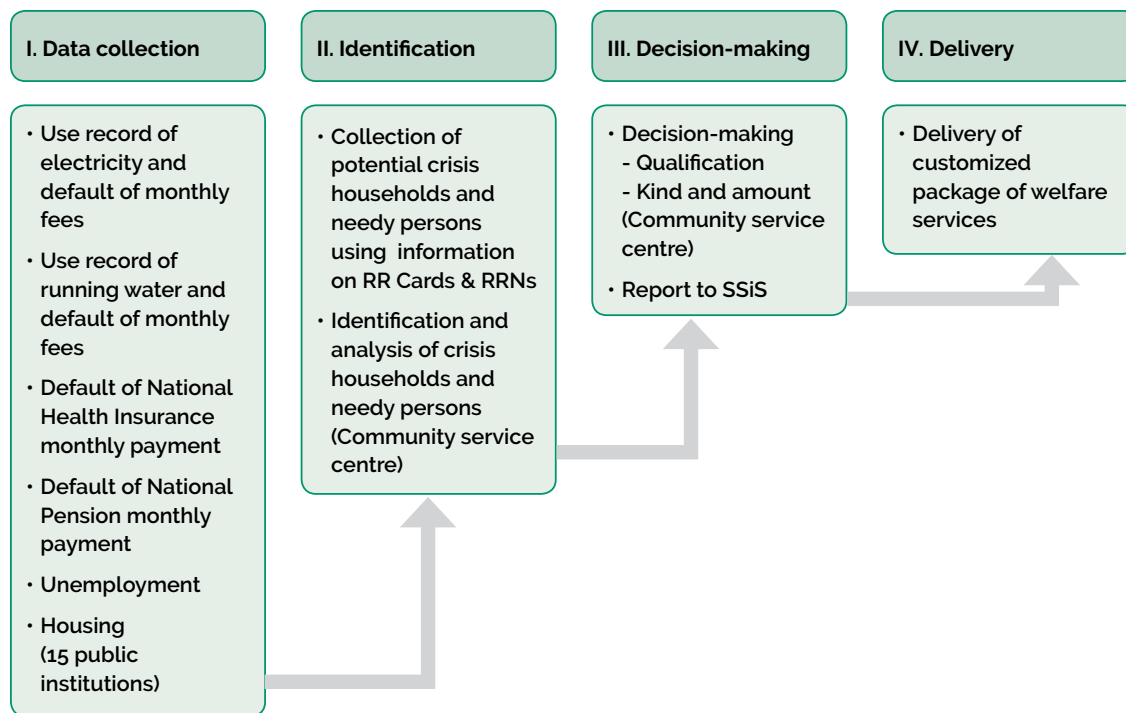 I. Data collection
• Use record of
electricity and
default of monthly
fees
• Use record of
running water and
default of monthly
fees
• Default of National
Health Insurance
monthly payment
• Default of National
Pension monthly
payment
• Unemployment
• Housing
(15 public
institutions)
II. Identification
• Collection of
potential crisis
households and
needy persons
using information
on RR Cards & RRNs
• Identification and
analysis of crisis
households and
needy persons
(Community service
centre)
III. Decision-making
• Decision-making
- Qualification
- Kind and amount
(Community service
centre)
• Report to SSiS
IV. Delivery
• Delivery of
customized
package of welfare
services